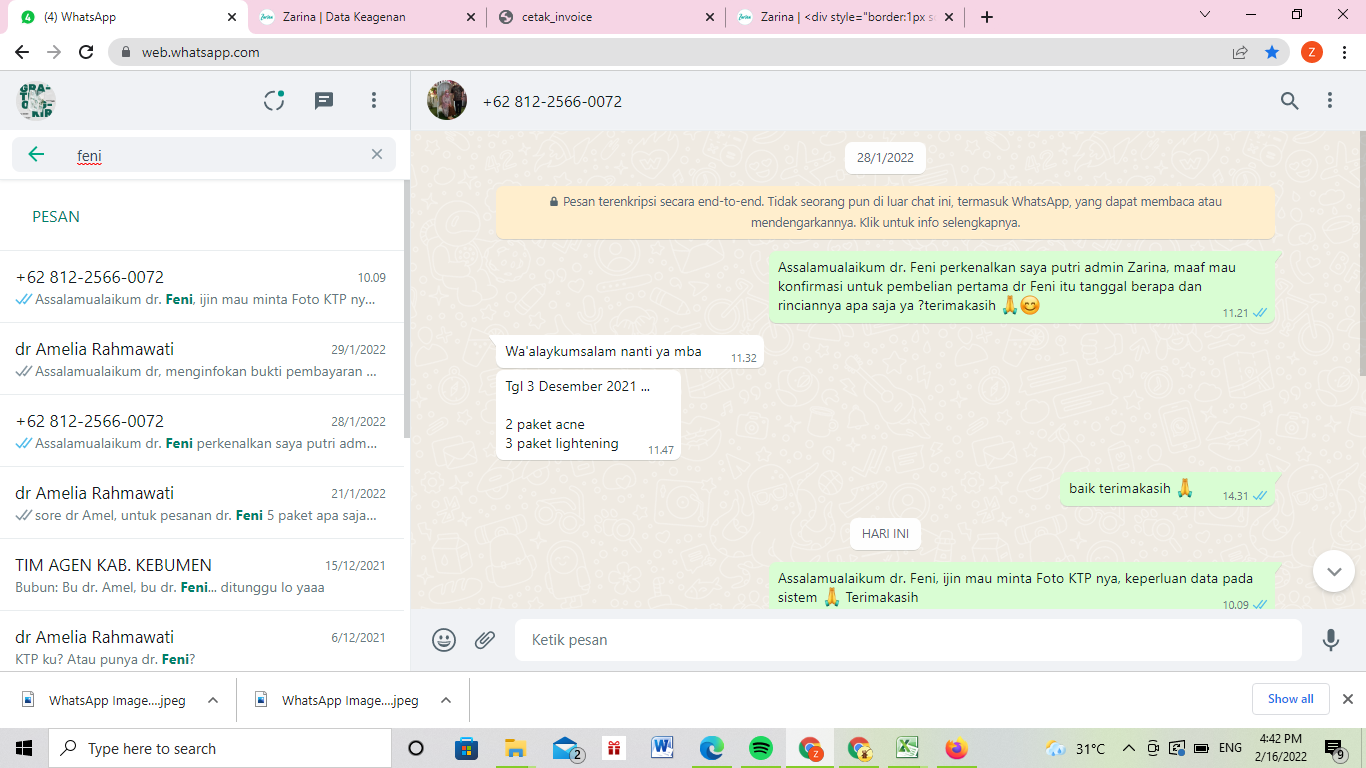 (4) WhatsApp
Zarina | Data Keagenan
cetak_invoice
Zarina | <div style="border:1px s
web.whatsapp.com
Z
+62 812-2566-0072
feni
PESAN
+62 812-2566-0072 10.09
Assalamualaikum dr. Feni, ijin mau minta Foto KTP ny...
dr Amelia Rahmawati 29/1/2022
Assalamualaikum dr, menginfokan bukti pembayaran ...
+62 812-2566-0072 28/1/2022
Assalamualaikum dr. Feni perkenalkan saya putri adm...
dr Amelia Rahmawati 21/1/2022
sore dr Amel, untuk pesanan dr. Feni 5 paket apa saja...
TIM AGEN KAB. KEBUMEN 15/12/2021
Bubun: Bu dr. Amel, bu dr. Feni... ditunggu lo yaaa
dr Amelia Rahmawati 6/12/2021
KTP ku? Atau punya dr. Feni?
28/1/2022
Pesan terenkripsi secara end-to-end. Tidak seorang pun di luar chat ini, termasuk WhatsApp, yang dapat membaca atau
mendengarkannya. Klik untuk info selengkapnya.
Assalamualaikum dr. Feni perkenalkan saya putri admin Zarina, maaf mau
konfirmasi untuk pembelian pertama dr Feni itu tanggal berapa dan
rinciannya apa saja ya ?terimakasih 🙏😊
11.21
Wa'alaykumsalam nanti ya mba 11.32
Tgl 3 Desember 2021 ...
2 paket acne
3 paket lightening 11.47
baik terimakasih 🙏 14.31
HARI INI
Assalamualaikum dr. Feni, ijin mau minta Foto KTP nya, keperluan data pada
sistem 🙏 Terimakasih
10.09
Ketik pesan
WhatsApp Image....jpeg
WhatsApp Image....jpeg
Show all
Type here to search
2
Z
31°C
ENG
4:42 PM
2/16/2022
9